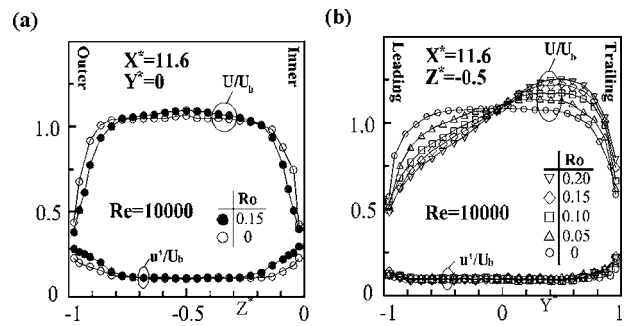 (a)
Outer
X*=11.6
Y*=0
Inner
U/Ub
1.0
Re=10000
Ro
0.15
0
0.5
u'/Ub
0
-1
-0.5
Z*
0
(b)
Leading
X*=11.6
Z*=-0.5
U/Ub
Trailing
1.0
Ro
0.20
0.15
0.10
0.05
0
Re=10000
0.5
u'/Ub
0
-1
0
Y*
1